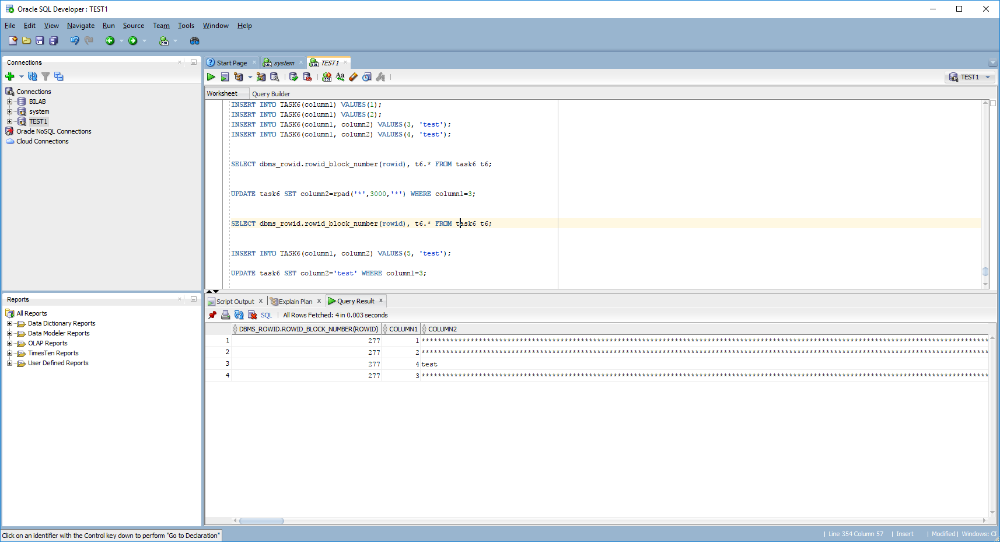 Oracle SQL Developer : TEST1
File Edit View Navigate Run Source Team Tools Window Help
Connections
Connections
BILAB
system
TEST1
Oracle NoSQL Connections
Cloud Connections
Reports
All Reports
Data Dictionary Reports
Data Modeler Reports
OLAP Reports
TimesTen Reports
User Defined Reports
Start Page system TEST1
TEST1
Worksheet Query Builder
INSERT INTO TASK6(column1) VALUES(1);
INSERT INTO TASK6(column1) VALUES(2);
INSERT INTO TASK6(column1, column2) VALUES(3, 'test');
INSERT INTO TASK6(column1, column2) VALUES(4, 'test');
SELECT dbms_rowid.rowid_block_number(rowid), t6.* FROM task6 t6;
UPDATE task6 SET column2=rpad('*',3000,'*') WHERE column1=3;
SELECT dbms_rowid.rowid_block_number(rowid), t6.* FROM task6 t6;
INSERT INTO TASK6(column1, column2) VALUES(5, 'test');
UPDATE task6 SET column2='test' WHERE column1=3;
Script Output Explain Plan Query Result
SQL All Rows Fetched: 4 in 0.003 seconds
DBMS_ROWID.ROWID_BLOCK_NUMBER(ROWID) COLUMN1 COLUMN2
1 277 1
2 277 2
3 277 4 test
4 277 3
Click on an identifier with the Control key down to perform "Go to Declaration"
Line 354 Column 57 Insert Modified Windows: